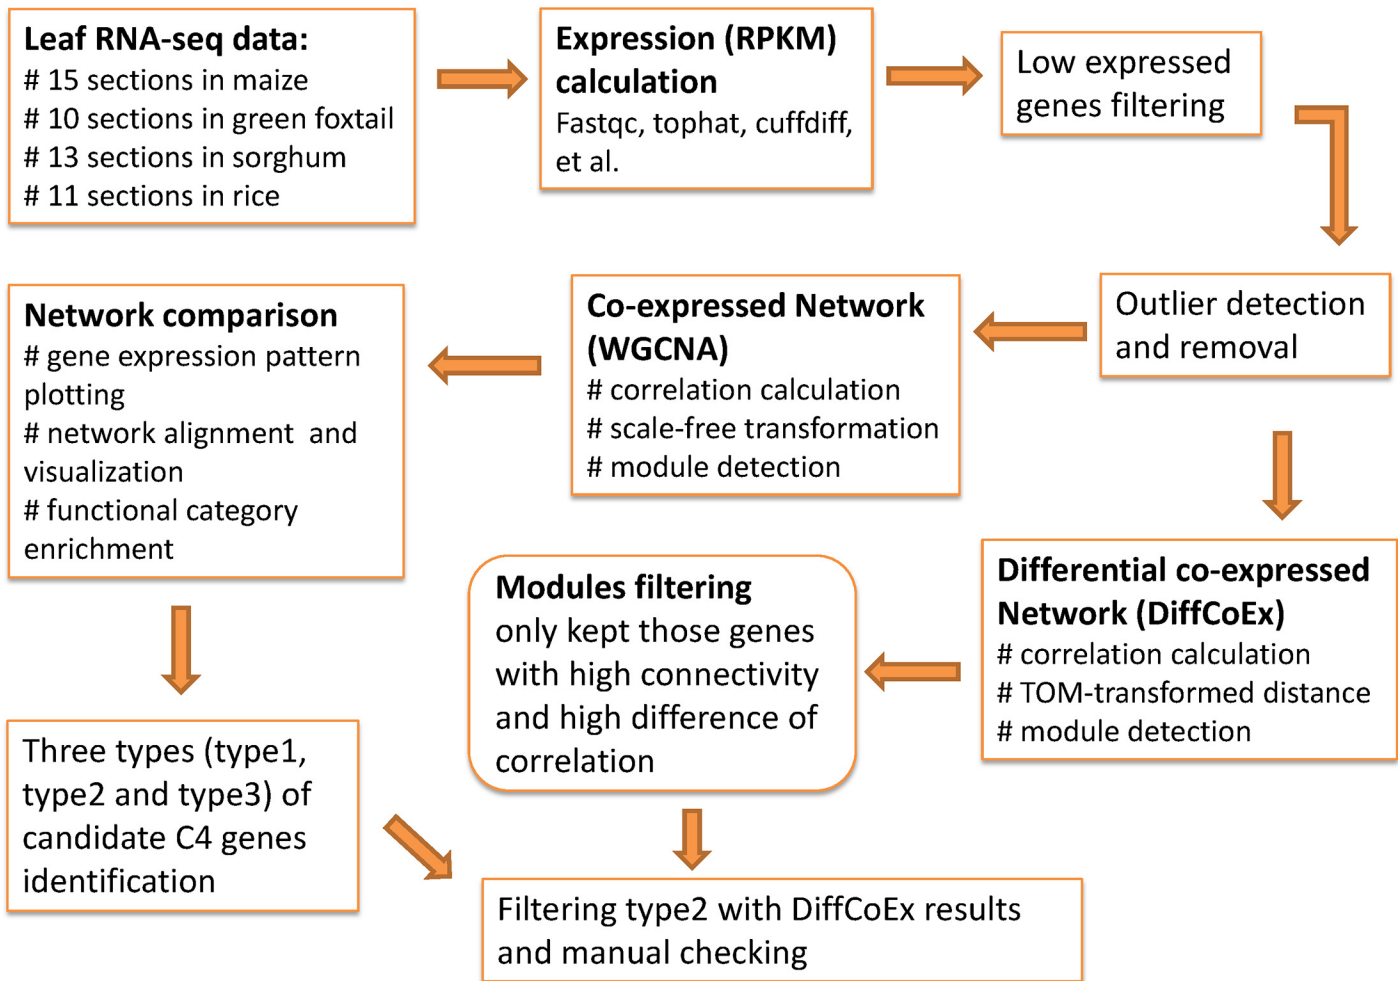 Leaf RNA-seq data:
# 15 sections in maize
# 10 sections in green foxtail
# 13 sections in sorghum
# 11 sections in rice
Expression (RPKM)
calculation
Fastqc, tophat, cuffdiff,
et al.
Low expressed
genes filtering
Outlier detection
and removal
Co-expressed Network
(WGCNA)
# correlation calculation
# scale-free transformation
# module detection
Network comparison
# gene expression pattern
plotting
# network alignment and
visualization
# functional category
enrichment
Differential co-expressed
Network (DiffCoEx)
# correlation calculation
# TOM-transformed distance
# module detection
Modules filtering
only kept those genes
with high connectivity
and high difference of
correlation
Three types (type1,
type2 and type3) of
candidate C4 genes
identification
Filtering type2 with DiffCoEx results
and manual checking